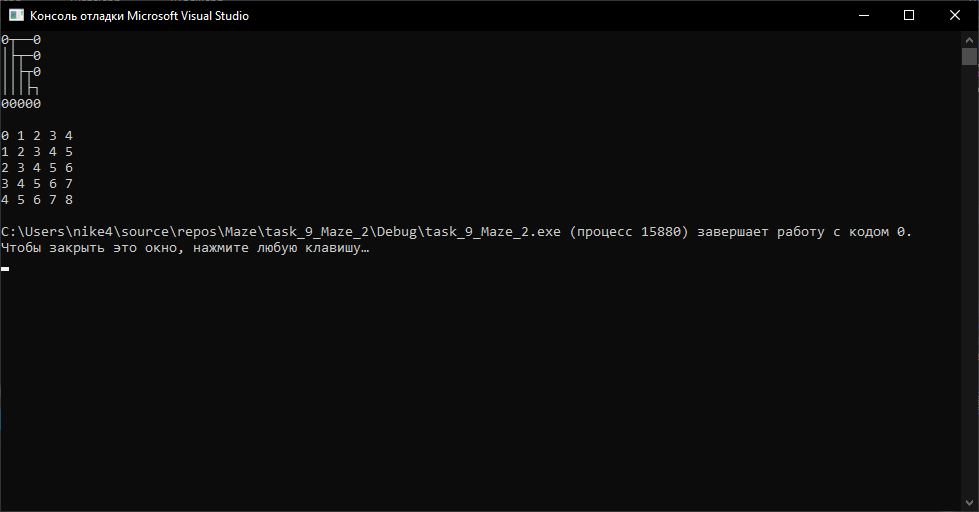 Консоль отладки Microsoft Visual Studio
0┬──0
│├┬─0
││├┬0
│││├┐
00000
0 1 2 3 4
1 2 3 4 5
2 3 4 5 6
3 4 5 6 7
4 5 6 7 8
C:\Users\nike4\source\repos\Maze\task_9_Maze_2\Debug\task_9_Maze_2.exe (процесс 15880) завершает работу с кодом 0.
Чтобы закрыть это окно, нажмите любую клавишу…